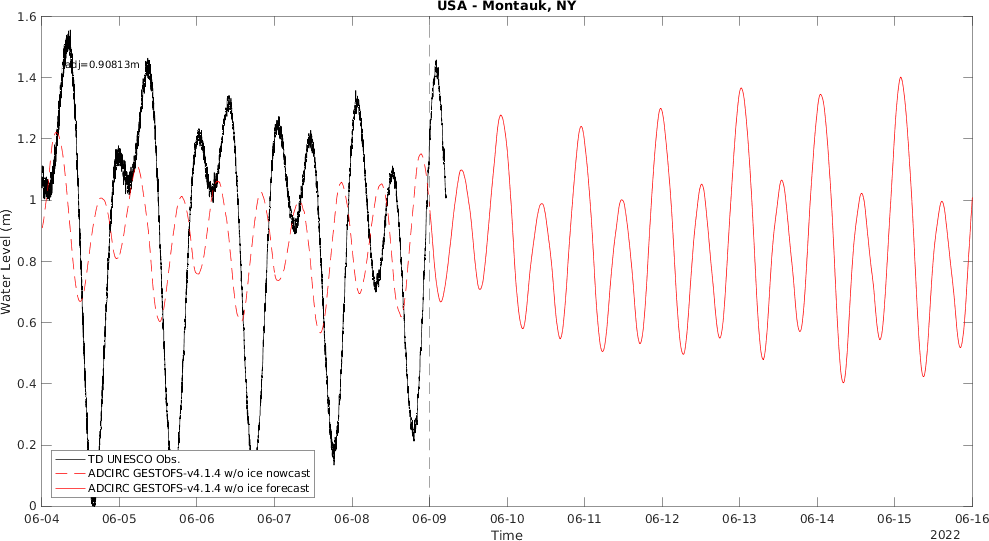 USA - Montauk, NY
1.6
1.4
1.2
1
0.8
0.6
0.4
0.2
0
Water Level (m)
adj=0.90813m
TD UNESCO Obs.
ADCIRC GESTOFS-v4.1.4 w/o ice nowcast
ADCIRC GESTOFS-v4.1.4 w/o ice forecast
06-04 06-05 06-06 06-07 06-08 06-09 06-10 06-11 06-12 06-13 06-14 06-15 06-16
Time
2022